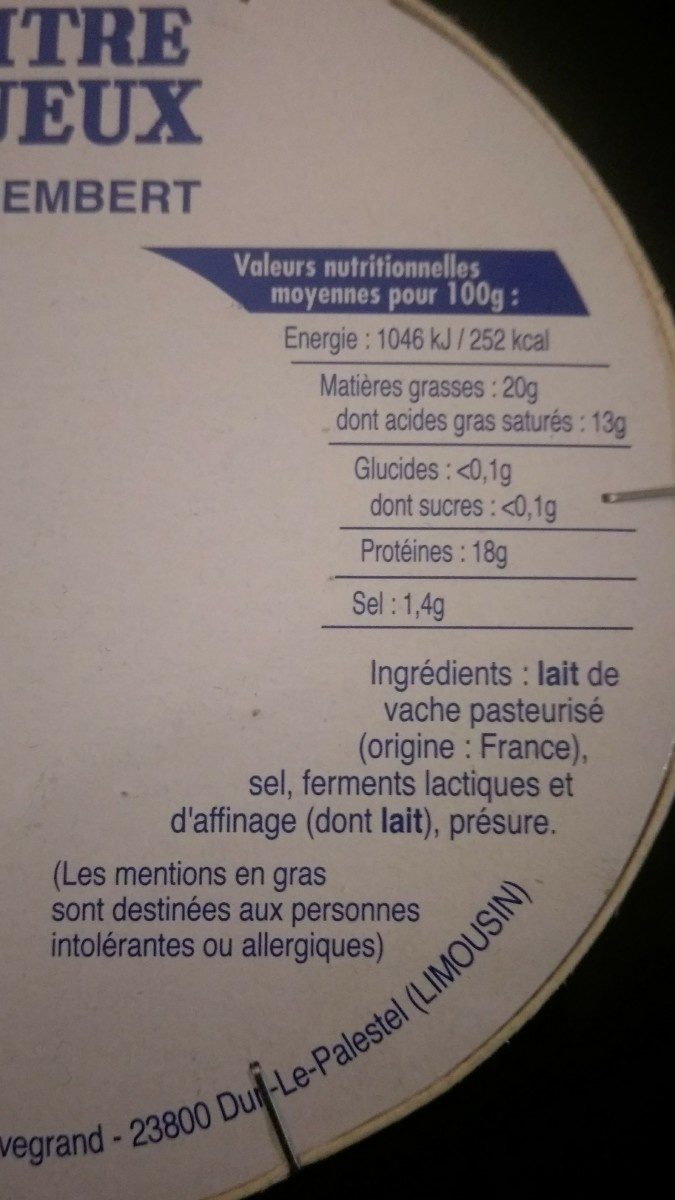 EMBERT
Valeurs nutritionnelles
moyennes pour 100g :
Energie : 1046 kJ / 252 kcal
Matières grasses : 20g
dont acides gras saturés : 13g
Glucides : <0,1g
dont sucres : <0,1g
Protéines : 18g
Sel : 1,4g
Ingrédients : lait de
vache pasteurisé
(origine : France),
sel, ferments lactiques et
d'affinage (dont lait), présure.
(Les mentions en gras
sont destinées aux personnes
intolérantes ou allergiques)
vegrand - 23800 Dun-Le-Palestel (LIMOUSIN)